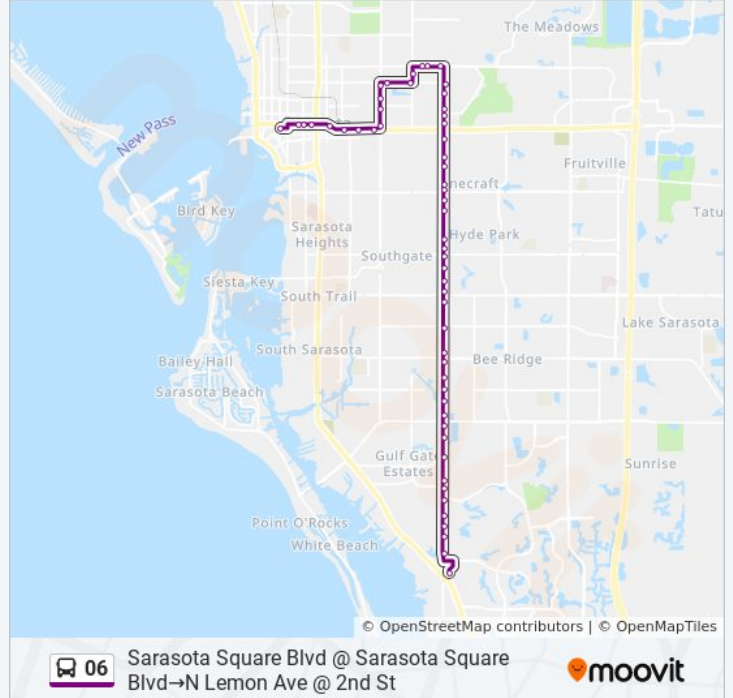 The Meadows
New Pass
Fruitville
necraft
Bird Key
Tatu
Sarasota
Heights
Hyde Park
Southgate
Siesta Key
South Trail
Lake Sarasota
South Sarasota
Bailey Hall
Bee Ridge
Sarasota Beach
Gulf Gat
Estates
Sunrise
Point O'Rocks
White Beach
© OpenStreetMap contributors | © OpenMapTiles
06
Sarasota Square Blvd @ Sarasota Square
Blvd→N Lemon Ave @ 2nd St
moovit